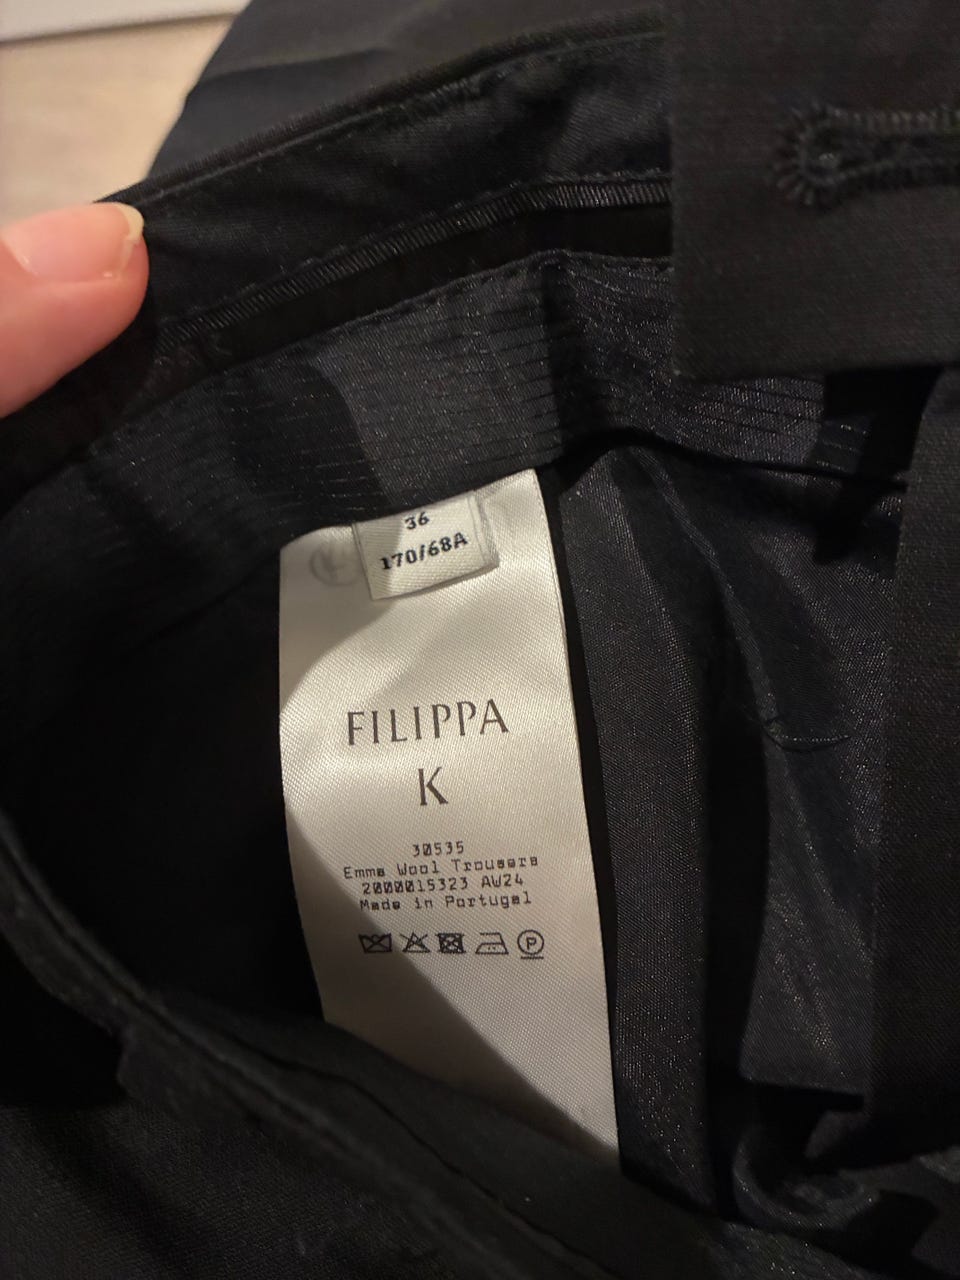 36
170/68A
FILIPPA
K
30535
Emma Wool Trousers
2000015323 AW24
Made in Portugal
P